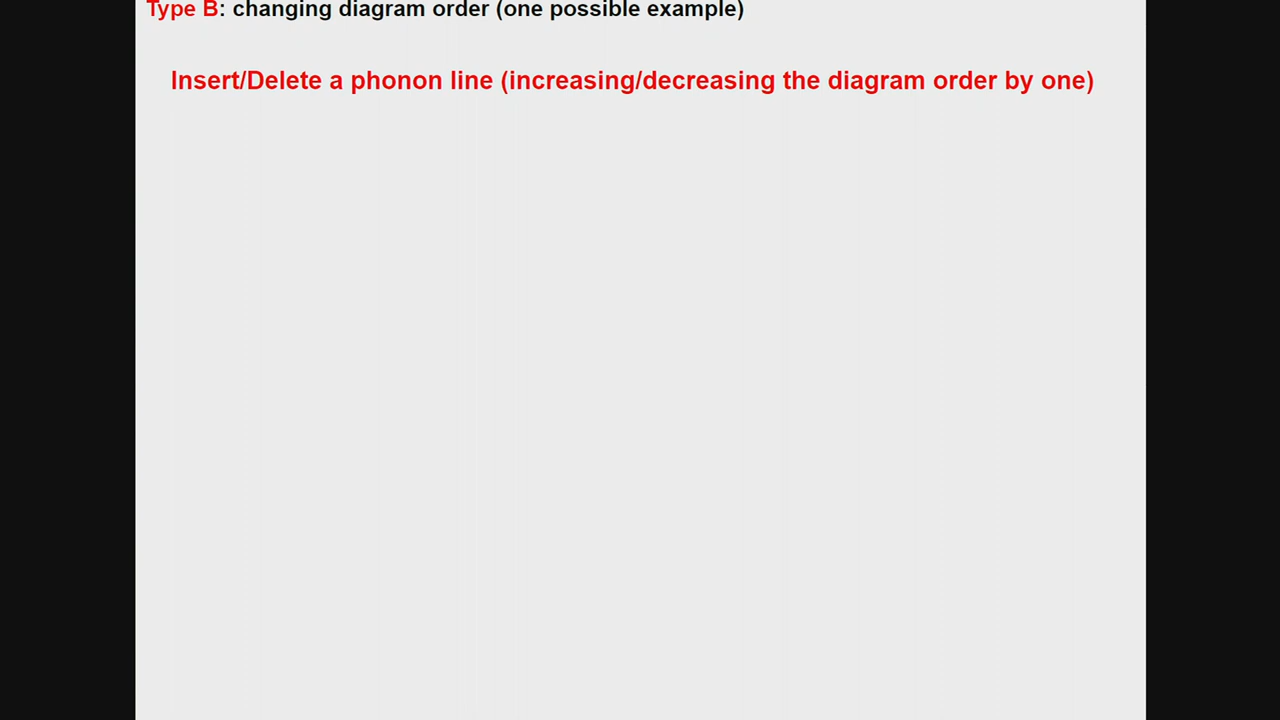 Type B: changing diagram order (one possible example)
Insert/Delete a phonon line (increasing/decreasing the diagram order by one)